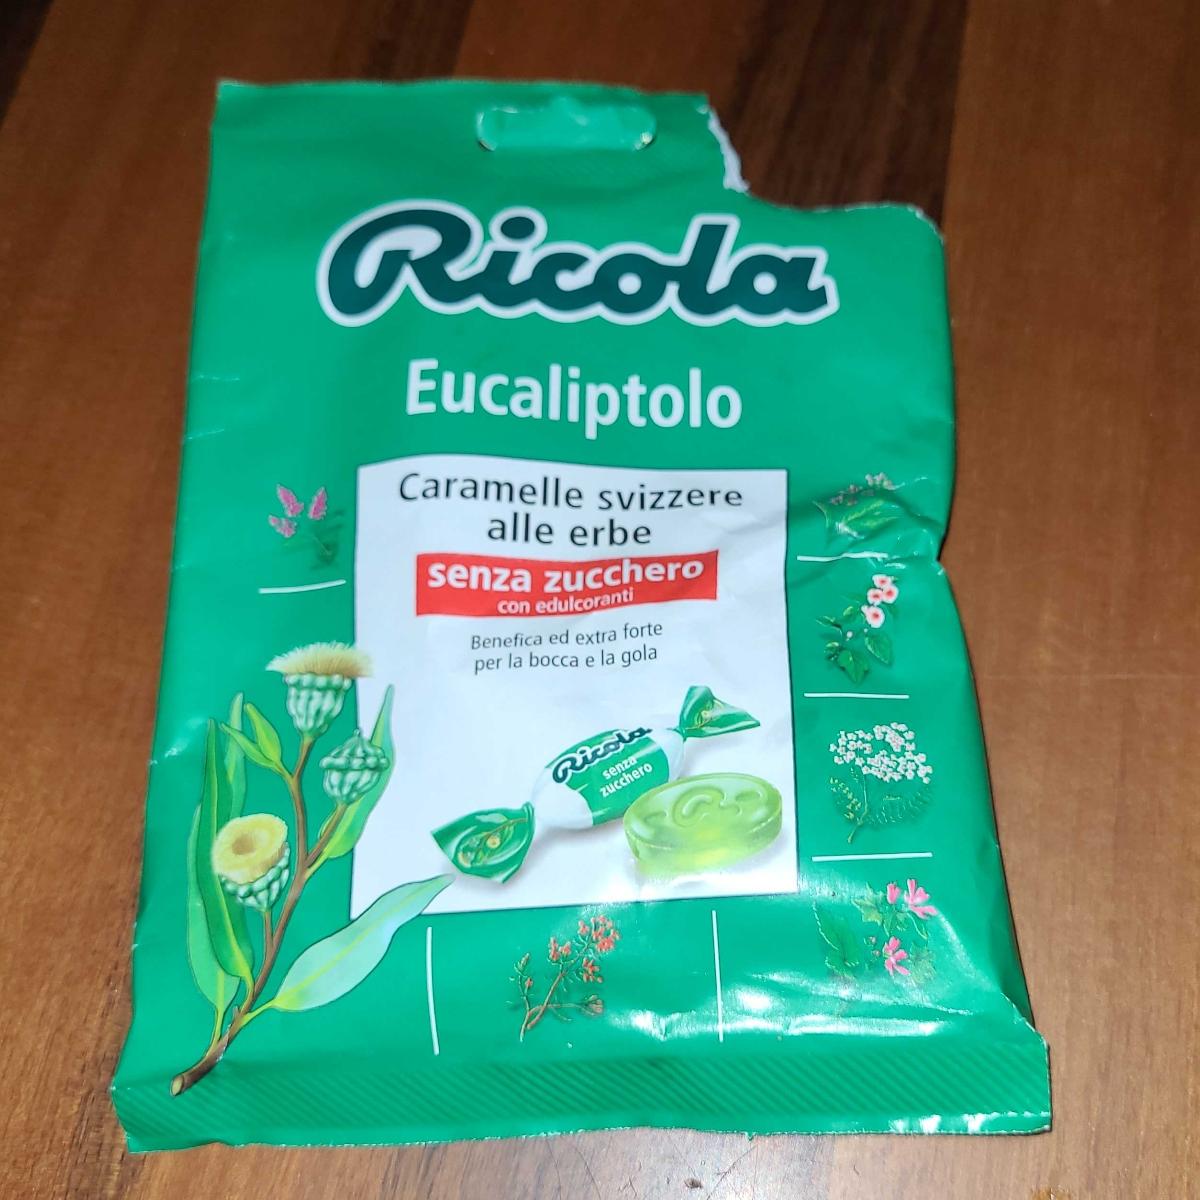 Ricola
Eucaliptolo
Caramelle svizzere
alle erbe
senza zucchero
con edulcoranti
Benefica ed extra forte
per la bocca e la gola
Ricola
senza
zucchero